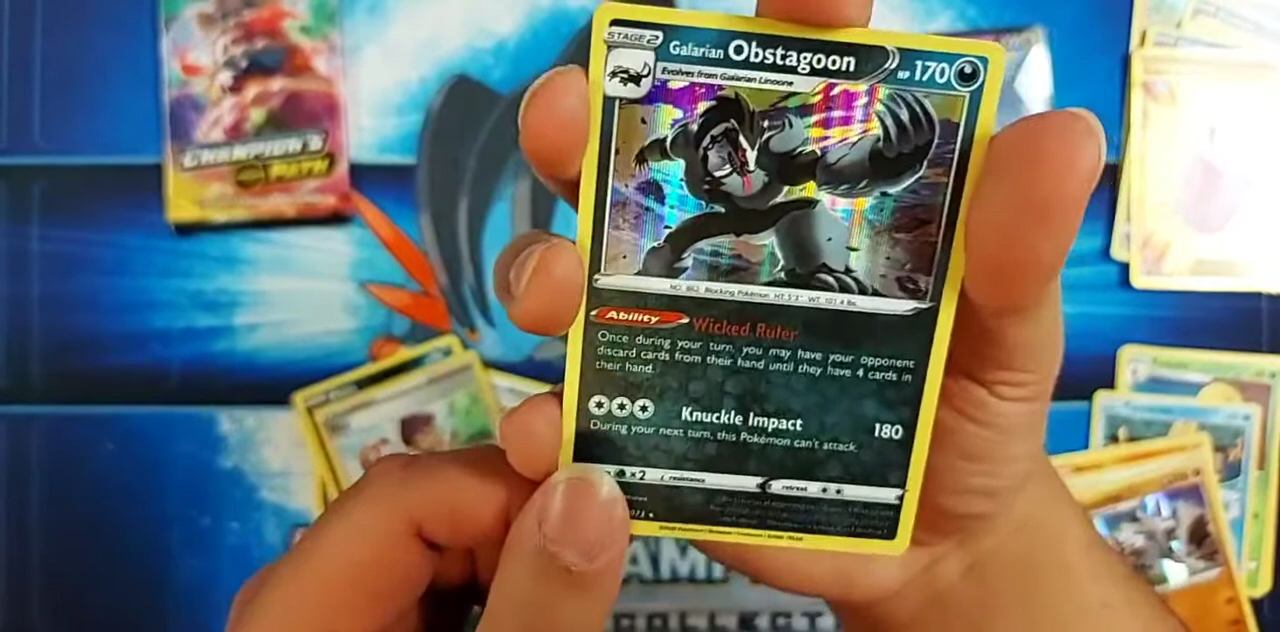 CHAMPION'S
PATH
STAGE 2
Galarian Obstagoon
HP 170
Evolves from Galarian Linoone
NO. 862 Blocking Pokémon HT: 5'3" WT: 101.4 lbs.
Ability Wicked Ruler
Once during your turn, you may have your opponent
discard cards from their hand until they have 4 cards in
their hand.
Knuckle Impact 180
During your next turn, this Pokémon can't attack.
×2 resistance retreat